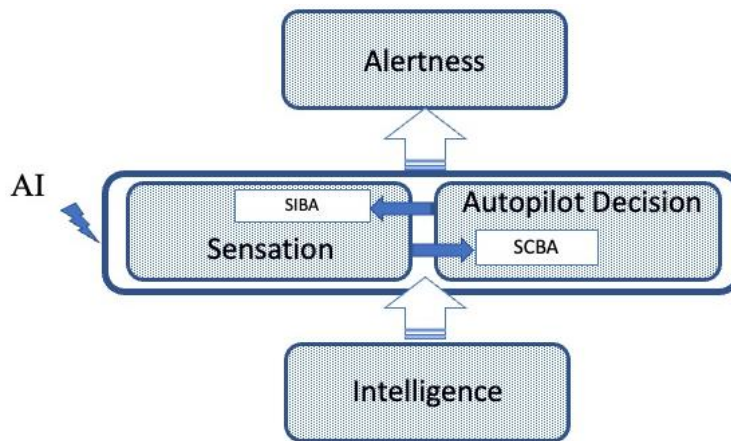 Alertness
AI
SIBA
Autopilot Decision
Sensation
SCBA
Intelligence